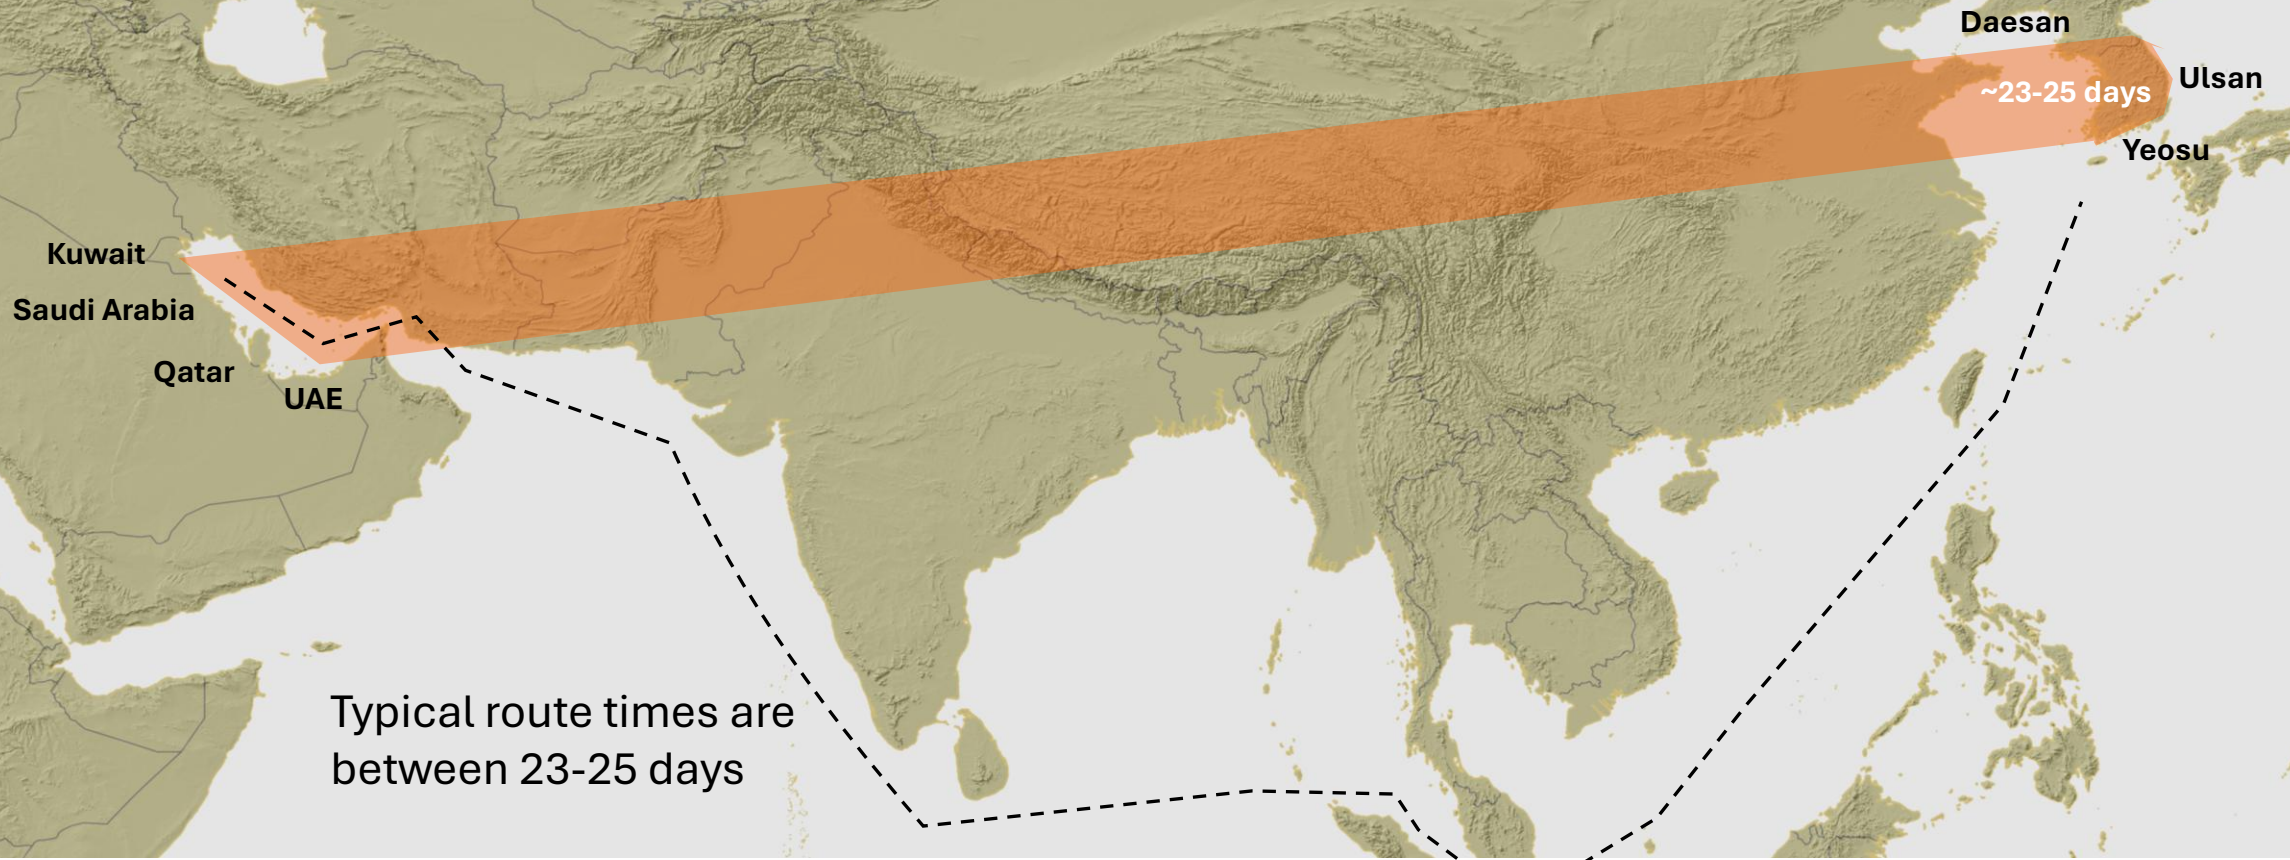 Daesan
Ulsan
~23-25 days
Yeosu
Kuwait
Saudi Arabia
Qatar
UAE
Typical route times are
between 23-25 days